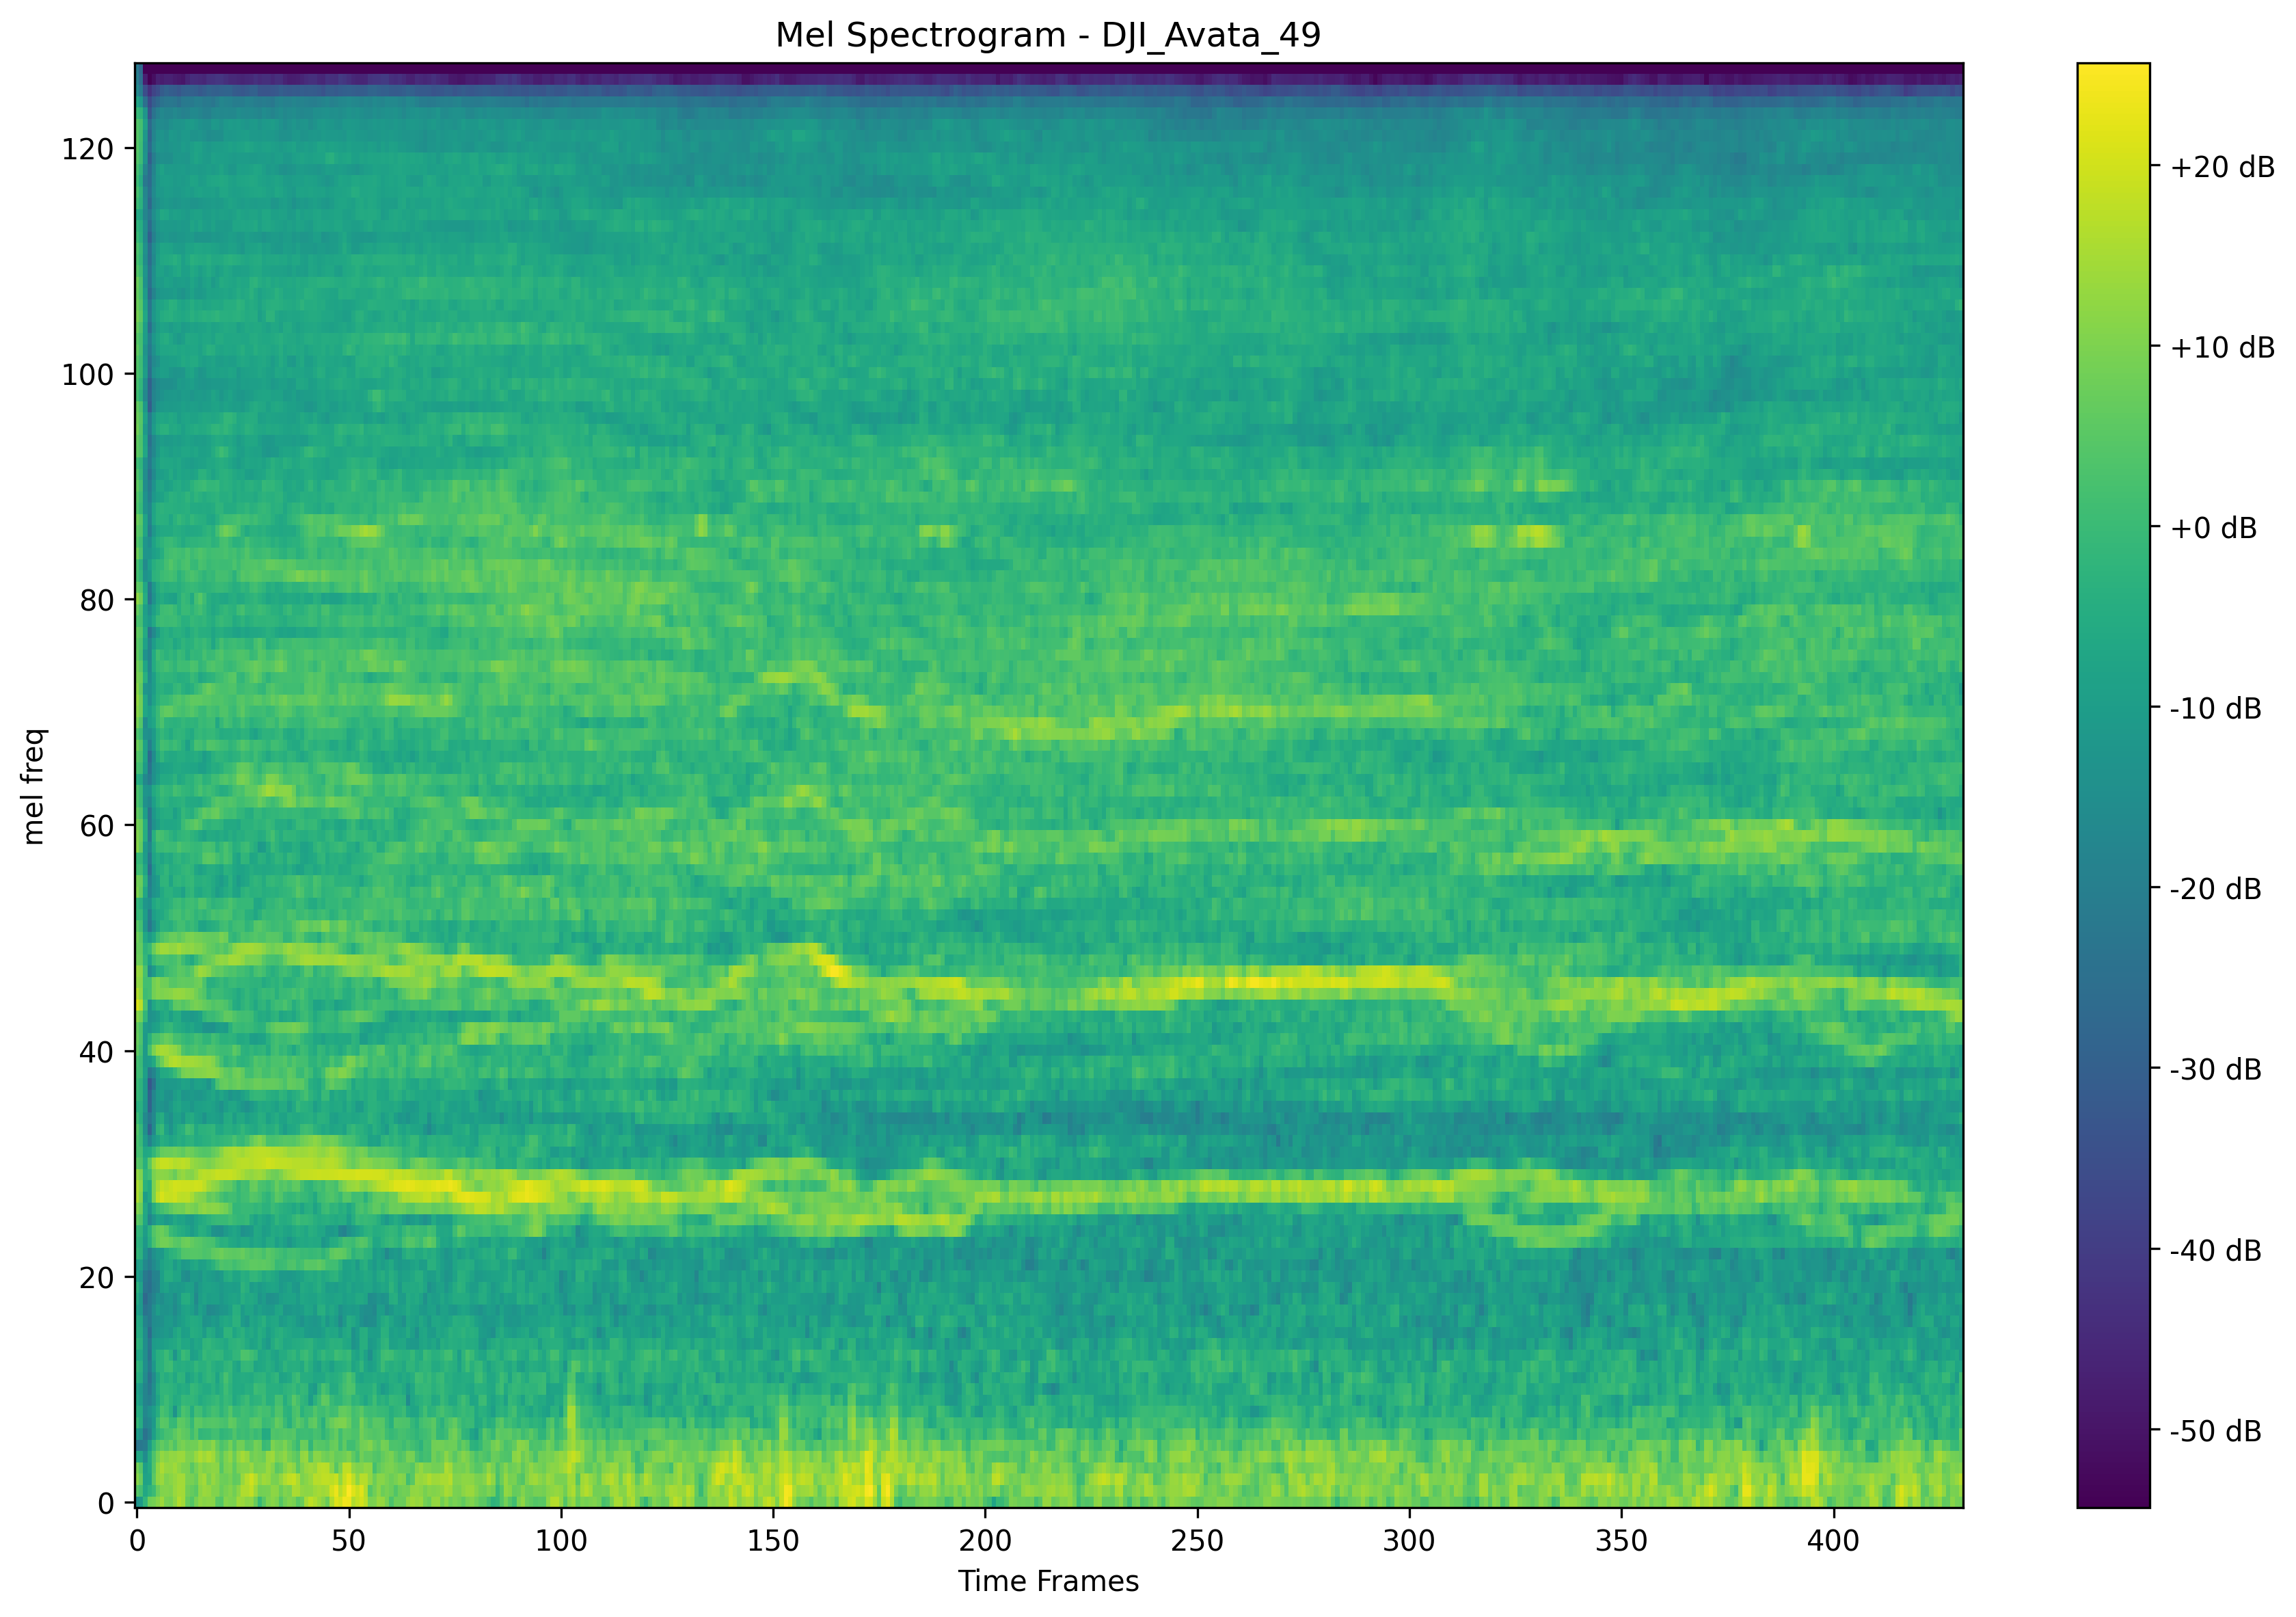 Mel Spectrogram - DJI_Avata_49
mel freq
120
100
80
60
40
20
0
0 50 100 150 200 250 300 350 400
Time Frames
+20 dB
+10 dB
+0 dB
-10 dB
-20 dB
-30 dB
-40 dB
-50 dB